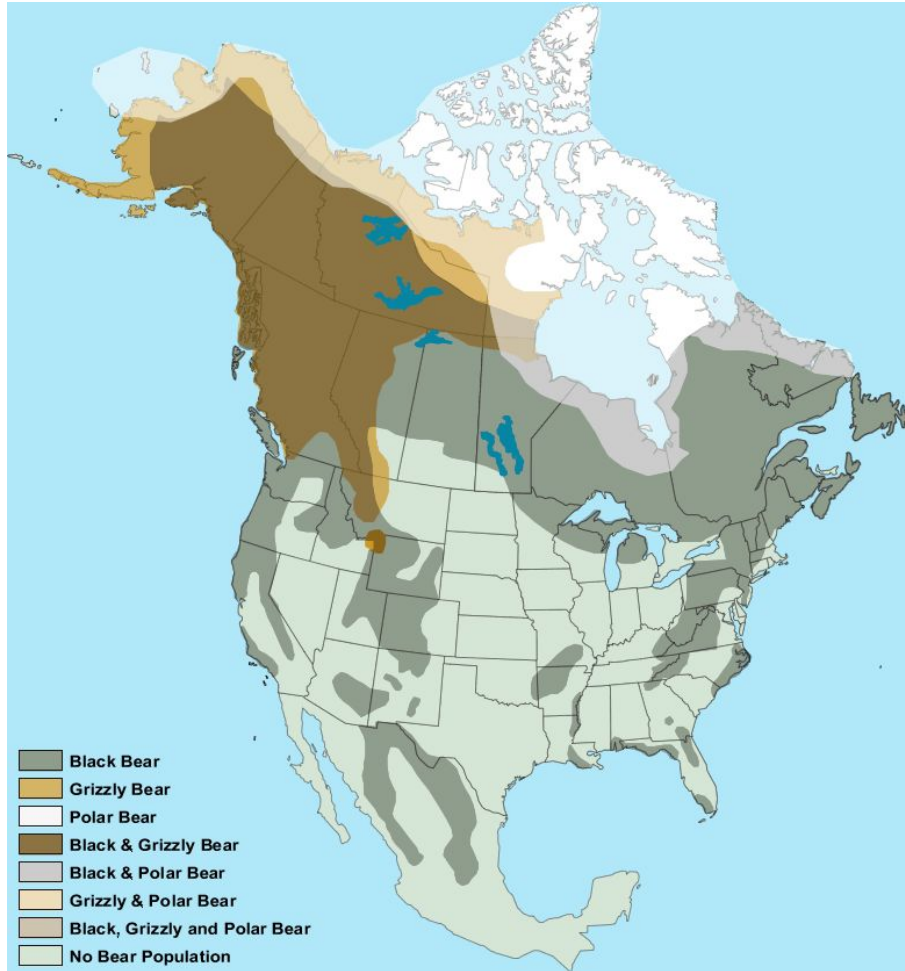 Black Bear
Grizzly Bear
Polar Bear
Black & Grizzly Bear
Black & Polar Bear
Grizzly & Polar Bear
Black, Grizzly and Polar Bear
No Bear Population